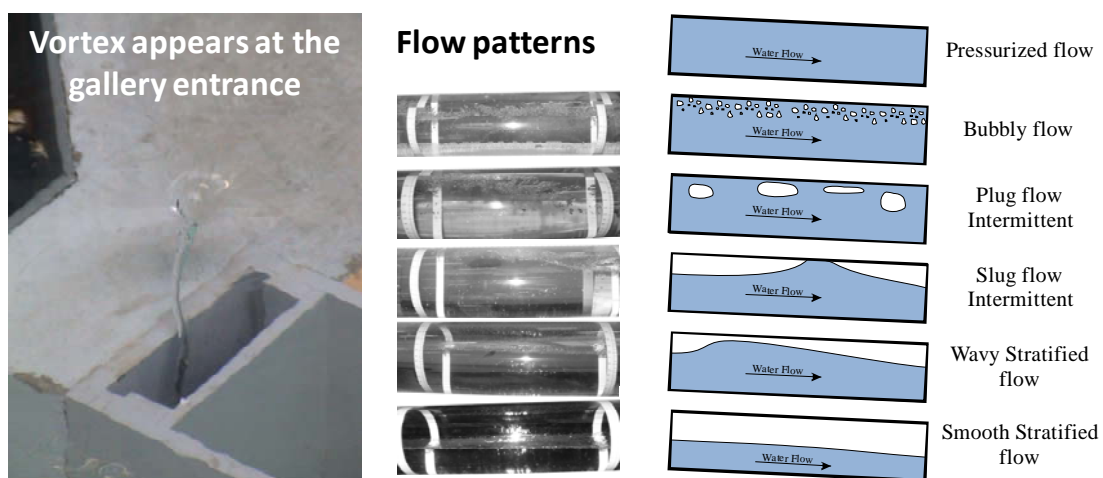 Vortex appears at the
gallery entrance
Flow patterns
Water Flow
Pressurized flow
Water Flow
Bubbly flow
Water Flow
Plug flow
Intermittent
Water Flow
Slug flow
Intermittent
Water Flow
Wavy Stratified
flow
Water Flow
Smooth Stratified
flow